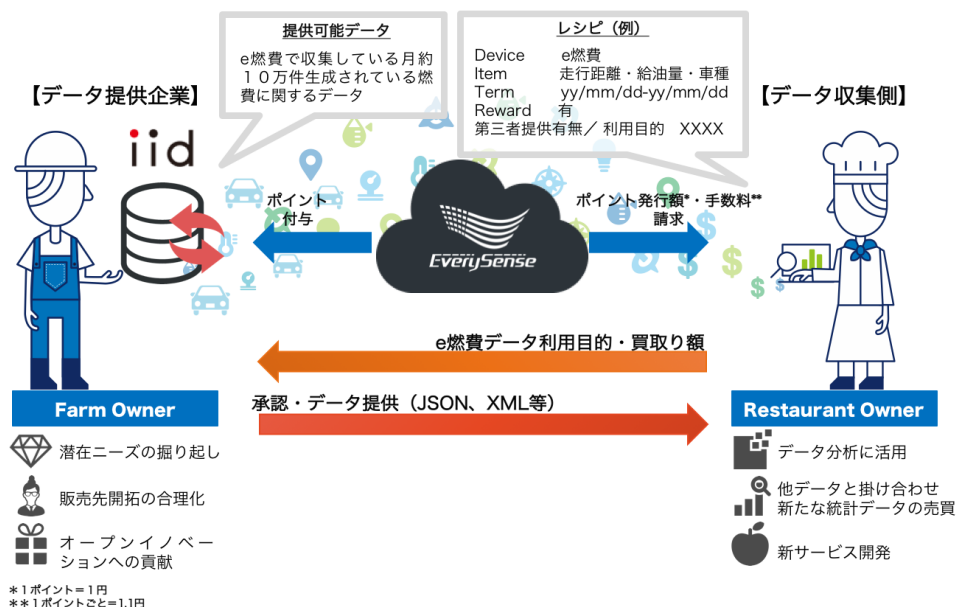 提供可能データ
e燃費で収集している月約
１０万件生成されている燃
費に関するデータ
レシピ（例）
Device e燃費
Item 走行距離・給油量・車種
Term yy/mm/dd-yy/mm/dd
Reward 有
第三者提供有無／ 利用目的 XXXX
【データ提供企業】
【データ収集側】
iid
ポイント
付与
EverySense
ポイント発行額*・手数料**
請求
e燃費データ利用目的・買取り額
承認・データ提供（JSON、XML等）
Farm Owner
潜在ニーズの掘り起し
販売先開拓の合理化
オープンイノベー
ションへの貢献
Restaurant Owner
データ分析に活用
他データと掛け合わせ
新たな統計データの売買
新サービス開発
＊１ポイント＝１円
＊＊１ポイントごと＝1.1円